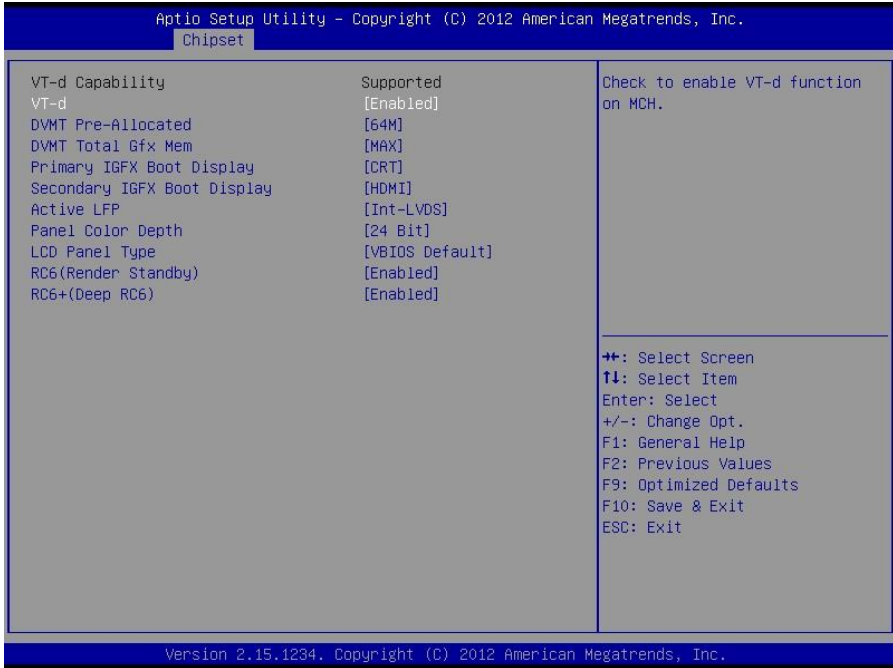 Aptio Setup Utility – Copyright (C) 2012 American Megatrends, Inc.
Chipset
VT-d Capability Supported
VT-d [Enabled]
DVMT Pre-Allocated [64M]
DVMT Total Gfx Mem [MAX]
Primary IGFX Boot Display [CRT]
Secondary IGFX Boot Display [HDMI]
Active LFP [Int-LVDS]
Panel Color Depth [24 Bit]
LCD Panel Type [VBIOS Default]
RC6(Render Standby) [Enabled]
RC6+(Deep RC6) [Enabled]
Check to enable VT-d function
on MCH.
→←: Select Screen
↑↓: Select Item
Enter: Select
+/-: Change Opt.
F1: General Help
F2: Previous Values
F9: Optimized Defaults
F10: Save & Exit
ESC: Exit
Version 2.15.1234. Copyright (C) 2012 American Megatrends, Inc.